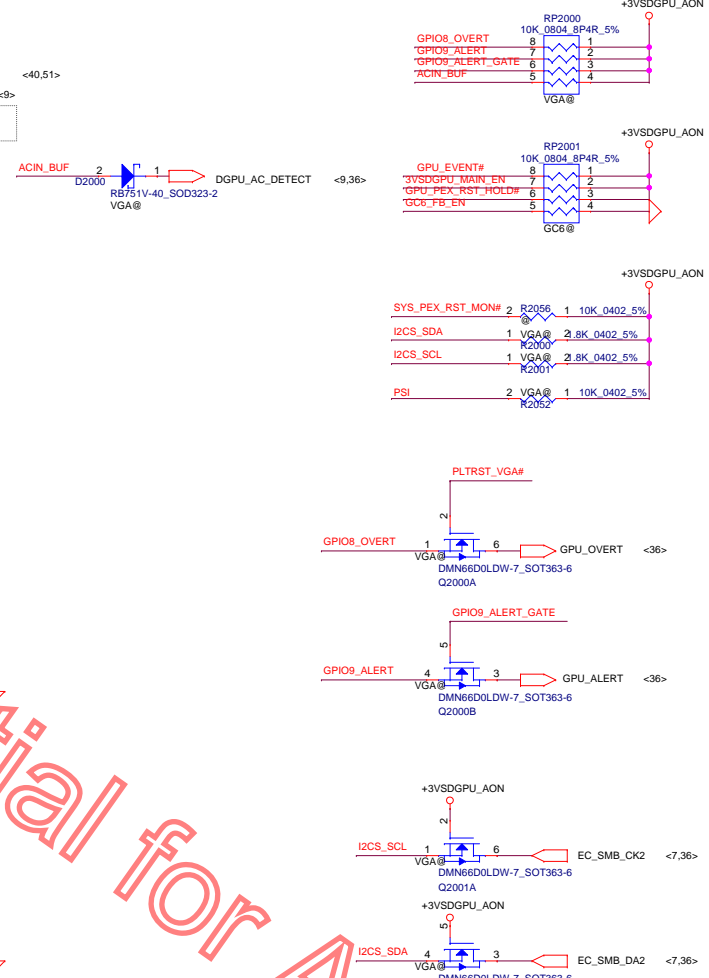 +3VSDGPU_AON
RP2000
10K_0804_8P4R_5%
GPIO8_OVERT 8 1
GPIO9_ALERT 7 2
GPIO9_ALERT_GATE 6 3
ACIN_BUF 5 4
VGA@
<40,51>
<9>
+3VSDGPU_AON
RP2001
10K_0804_8P4R_5%
GPU_EVENT# 8 1
3VSDGPU_MAIN_EN 7 2
GPU_PEX_RST_HOLD# 6 3
GC6_FB_EN 5 4
GC6@
ACIN_BUF 2 1 DGPU_AC_DETECT <9,36>
D2000
RB751V-40_SOD323-2
VGA@
+3VSDGPU_AON
SYS_PEX_RST_MON# 2 R2056 1 10K_0402_5%
@
I2CS_SDA 1 VGA@ 2 1.8K_0402_5%
R2000
I2CS_SCL 1 VGA@ 2 1.8K_0402_5%
R2001
PSI 2 VGA@ 1 10K_0402_5%
R2052
PLTRST_VGA#
2
GPIO8_OVERT 1 6 GPU_OVERT <36>
VGA@
DMN66D0LDW-7_SOT363-6
Q2000A
GPIO9_ALERT_GATE
5
GPIO9_ALERT 4 3 GPU_ALERT <36>
VGA@
DMN66D0LDW-7_SOT363-6
Q2000B
+3VSDGPU_AON
2
I2CS_SCL 1 6 EC_SMB_CK2 <7,36>
VGA@
DMN66D0LDW-7_SOT363-6
Q2001A
+3VSDGPU_AON
5
I2CS_SDA 4 3 EC_SMB_DA2 <7,36>
VGA@
DMN66D0LDW-7_SOT363-6
tial for A